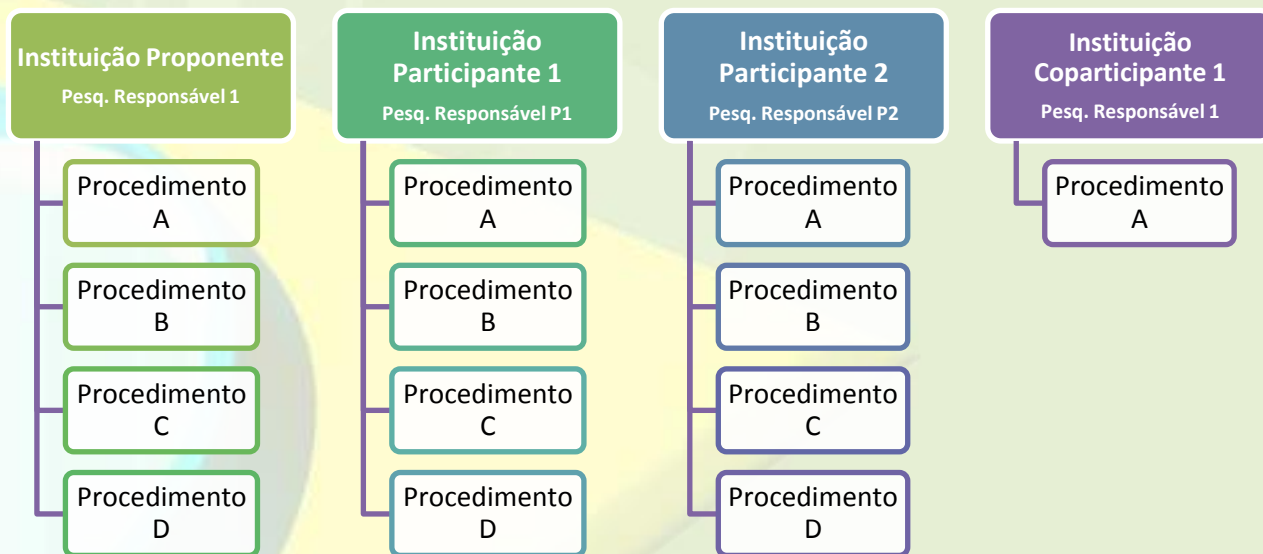 Instituição Proponente
Pesq. Responsável 1
Procedimento
A
Procedimento
B
Procedimento
C
Procedimento
D
Instituição
Participante 1
Pesq. Responsável P1
Procedimento
A
Procedimento
B
Procedimento
C
Procedimento
D
Instituição
Participante 2
Pesq. Responsável P2
Procedimento
A
Procedimento
B
Procedimento
C
Procedimento
D
Instituição
Coparticipante 1
Pesq. Responsável 1
Procedimento
A